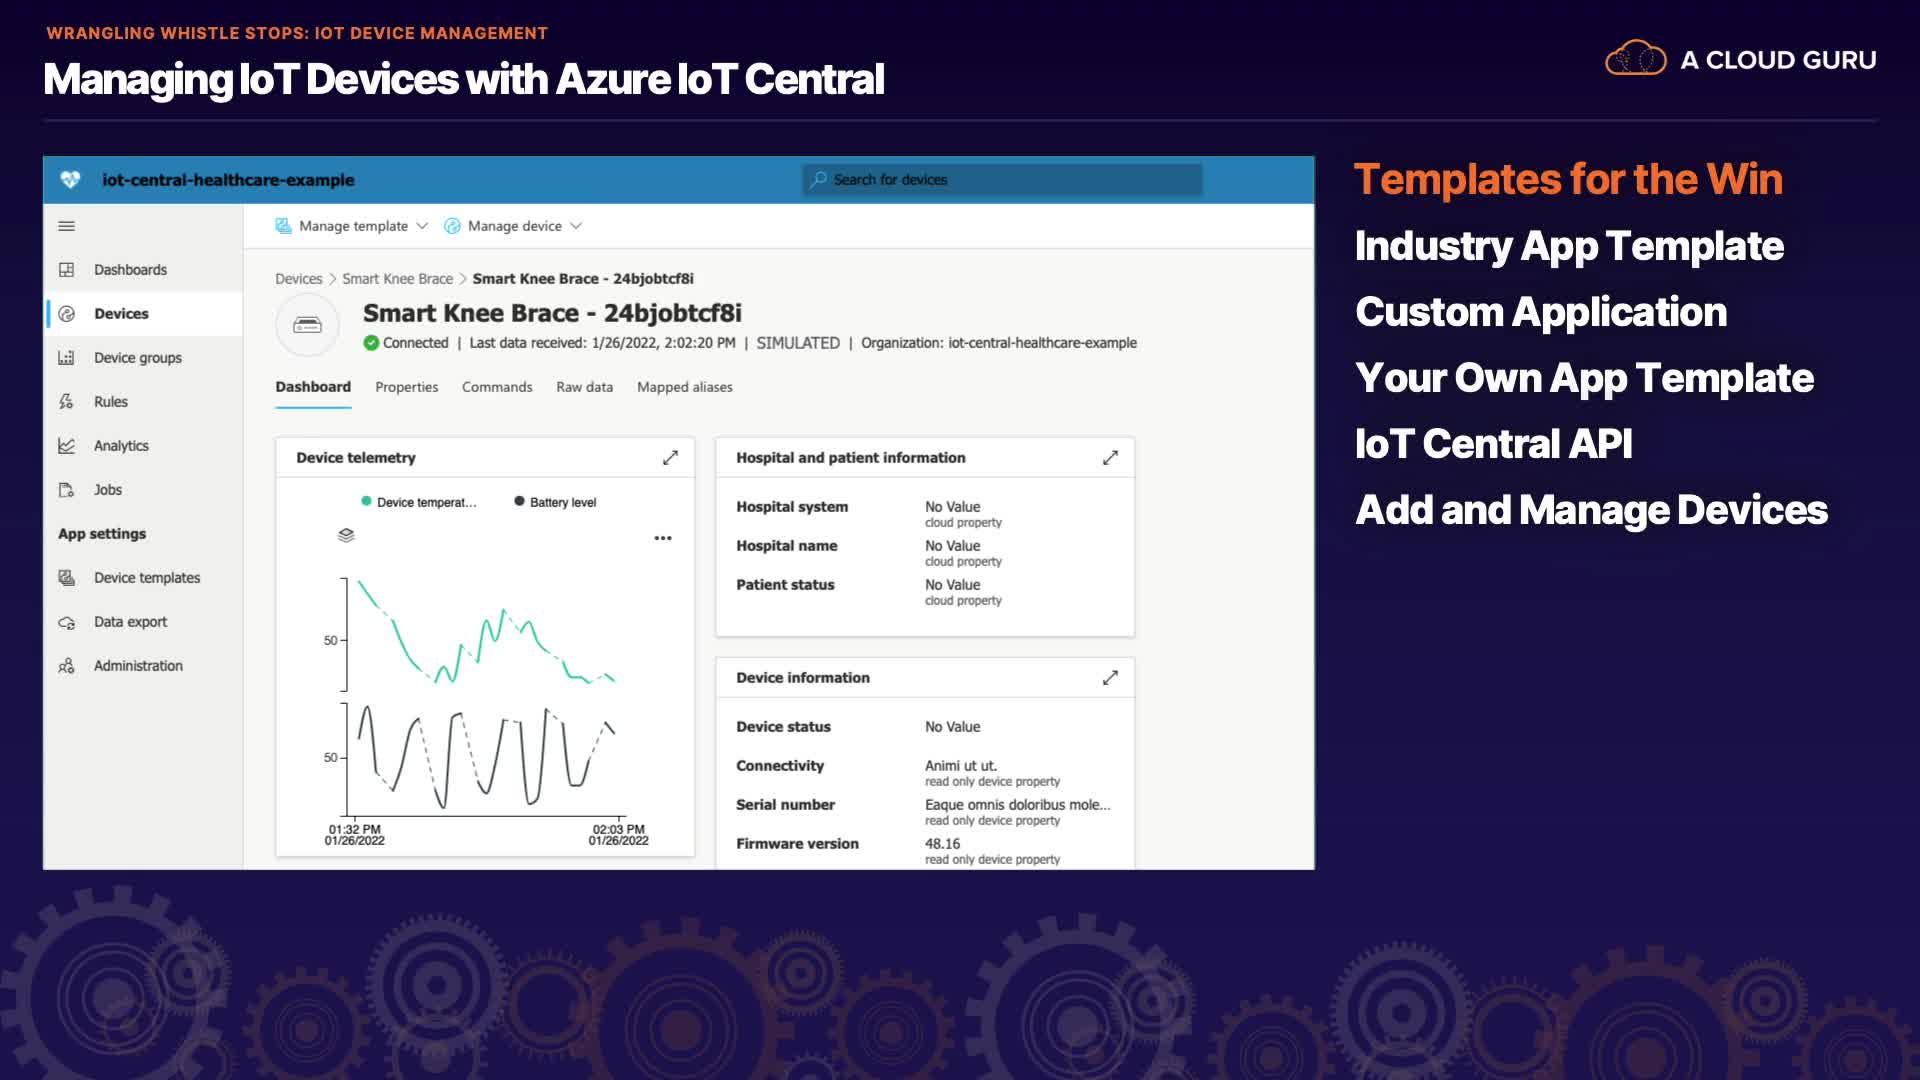 WRANGLING WHISTLE STOPS: IOT DEVICE MANAGEMENT
Managing IoT Devices with Azure IoT Central
A CLOUD GURU
iot-central-healthcare-example
Search for devices
Manage template
Manage device
Dashboards
Devices
Device groups
Rules
Analytics
Jobs
App settings
Device templates
Data export
Administration
Devices > Smart Knee Brace > Smart Knee Brace - 24bjobtcf8i
Smart Knee Brace - 24bjobtcf8i
Connected | Last data received: 1/26/2022, 2:02:20 PM | SIMULATED | Organization: iot-central-healthcare-example
Dashboard Properties Commands Raw data Mapped aliases
Device telemetry
Device temperat...
Battery level
50
50
01:32 PM
01/26/2022
02:03 PM
01/26/2022
Hospital and patient information
Hospital system No Value
cloud property
Hospital name No Value
cloud property
Patient status No Value
cloud property
Device information
Device status No Value
Connectivity Animi ut ut.
read only device property
Serial number Eaque omnis doloribus mole...
read only device property
Firmware version 48.16
read only device property
Templates for the Win
Industry App Template
Custom Application
Your Own App Template
IoT Central API
Add and Manage Devices